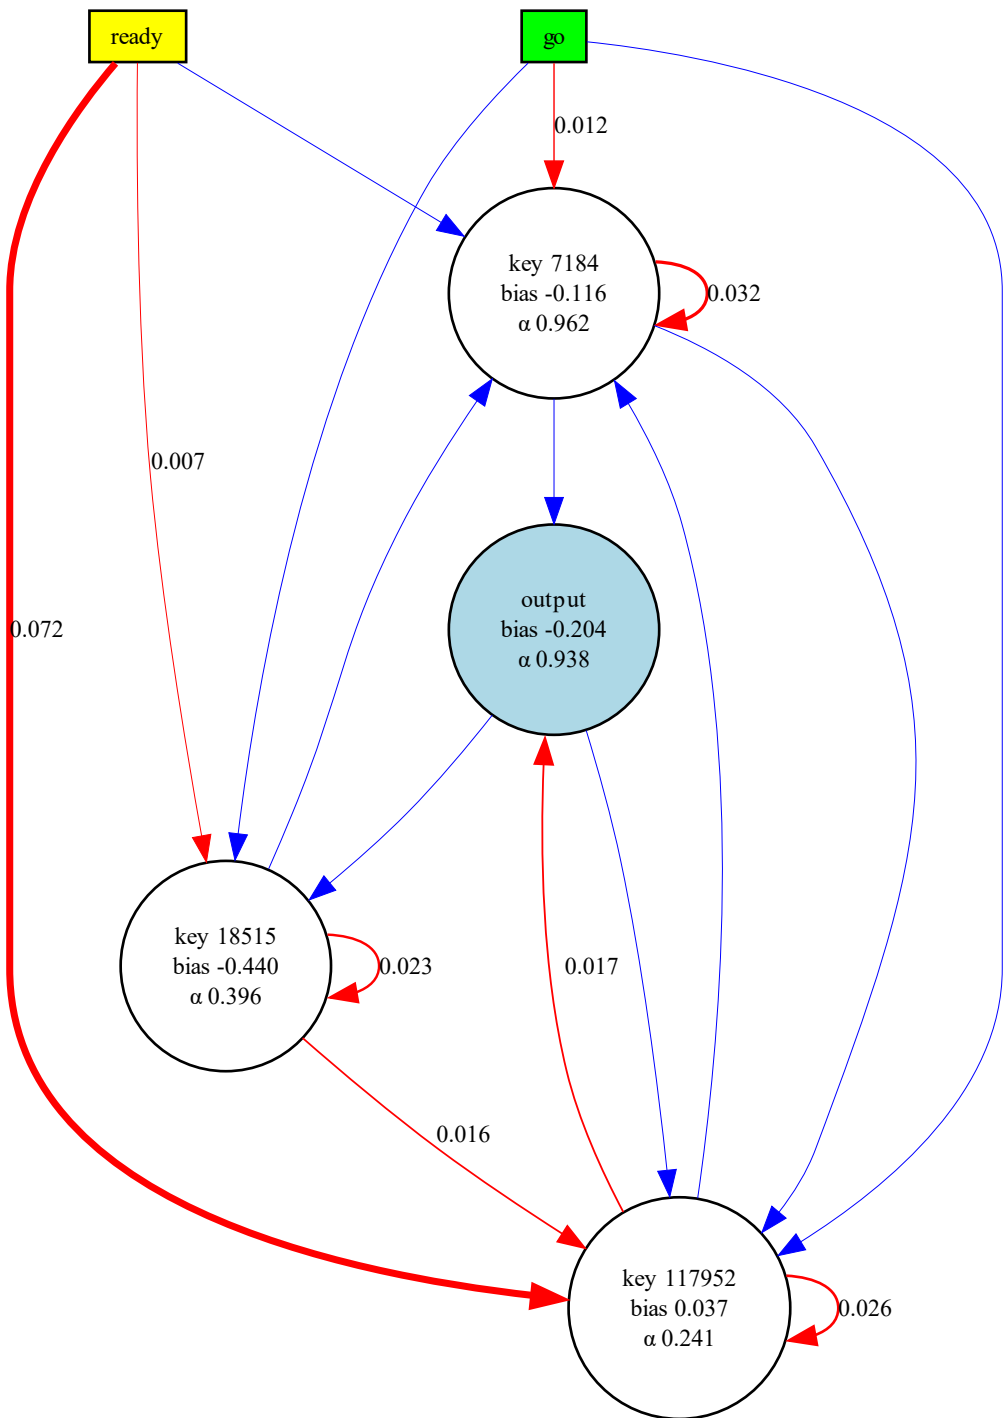 ready
go
0.012
key 7184
bias -0.116
α 0.962
0.032
0.007
output
bias -0.204
α 0.938
0.072
key 18515
bias -0.440
α 0.396
0.023
0.017
0.016
key 117952
bias 0.037
α 0.241
0.026